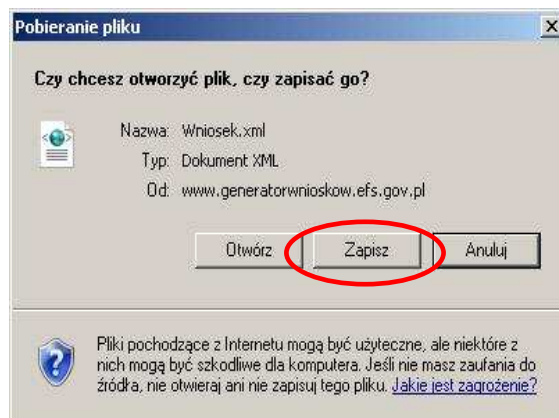 Pobieranie pliku
Czy chcesz otworzyć plik, czy zapisać go?
Nazwa: Wniosek.xml
Typ: Dokument XML
Od: www.generatorwnioskow.efs.gov.pl
Otwórz Zapisz Anuluj
Pliki pochodzące z Internetu mogą być użyteczne, ale niektóre z
nich mogą być szkodliwe dla komputera. Jeśli nie masz zaufania do
źródła, nie otwieraj ani nie zapisuj tego pliku. Jakie jest zagrożenie?